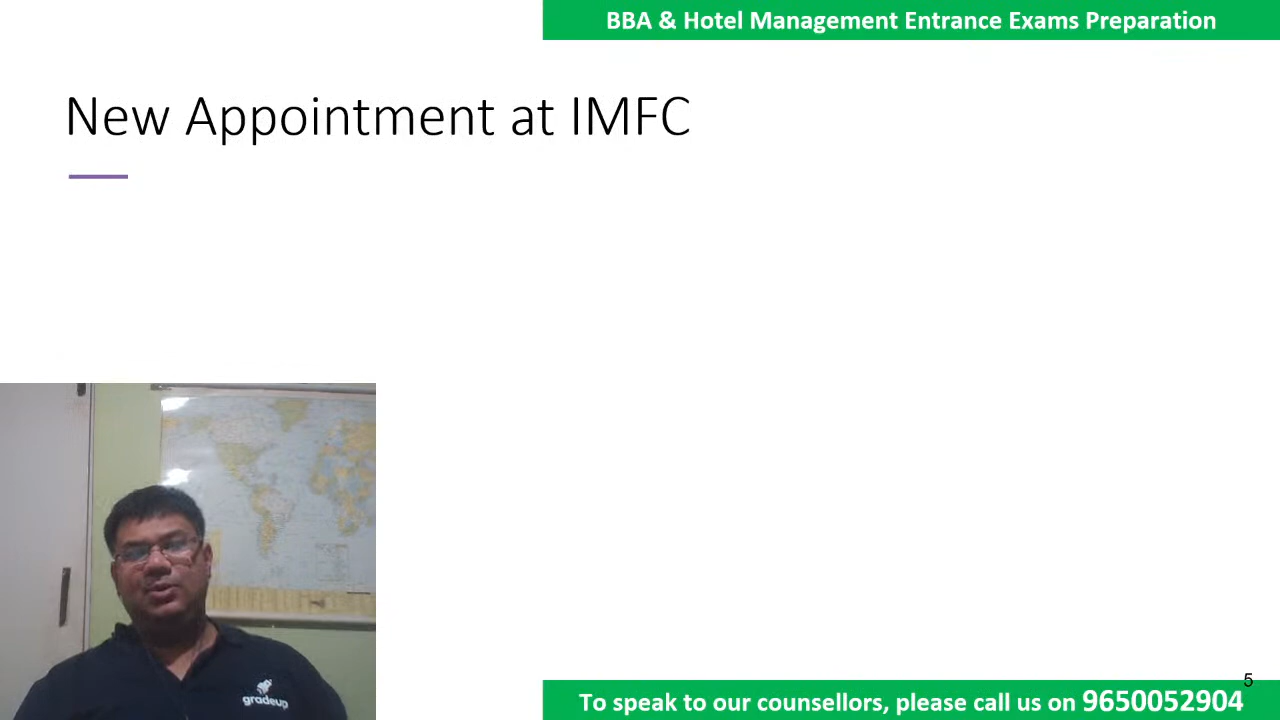 BBA & Hotel Management Entrance Exams Preparation
New Appointment at IMFC
gradeup
5
To speak to our counsellors, please call us on 9650052904